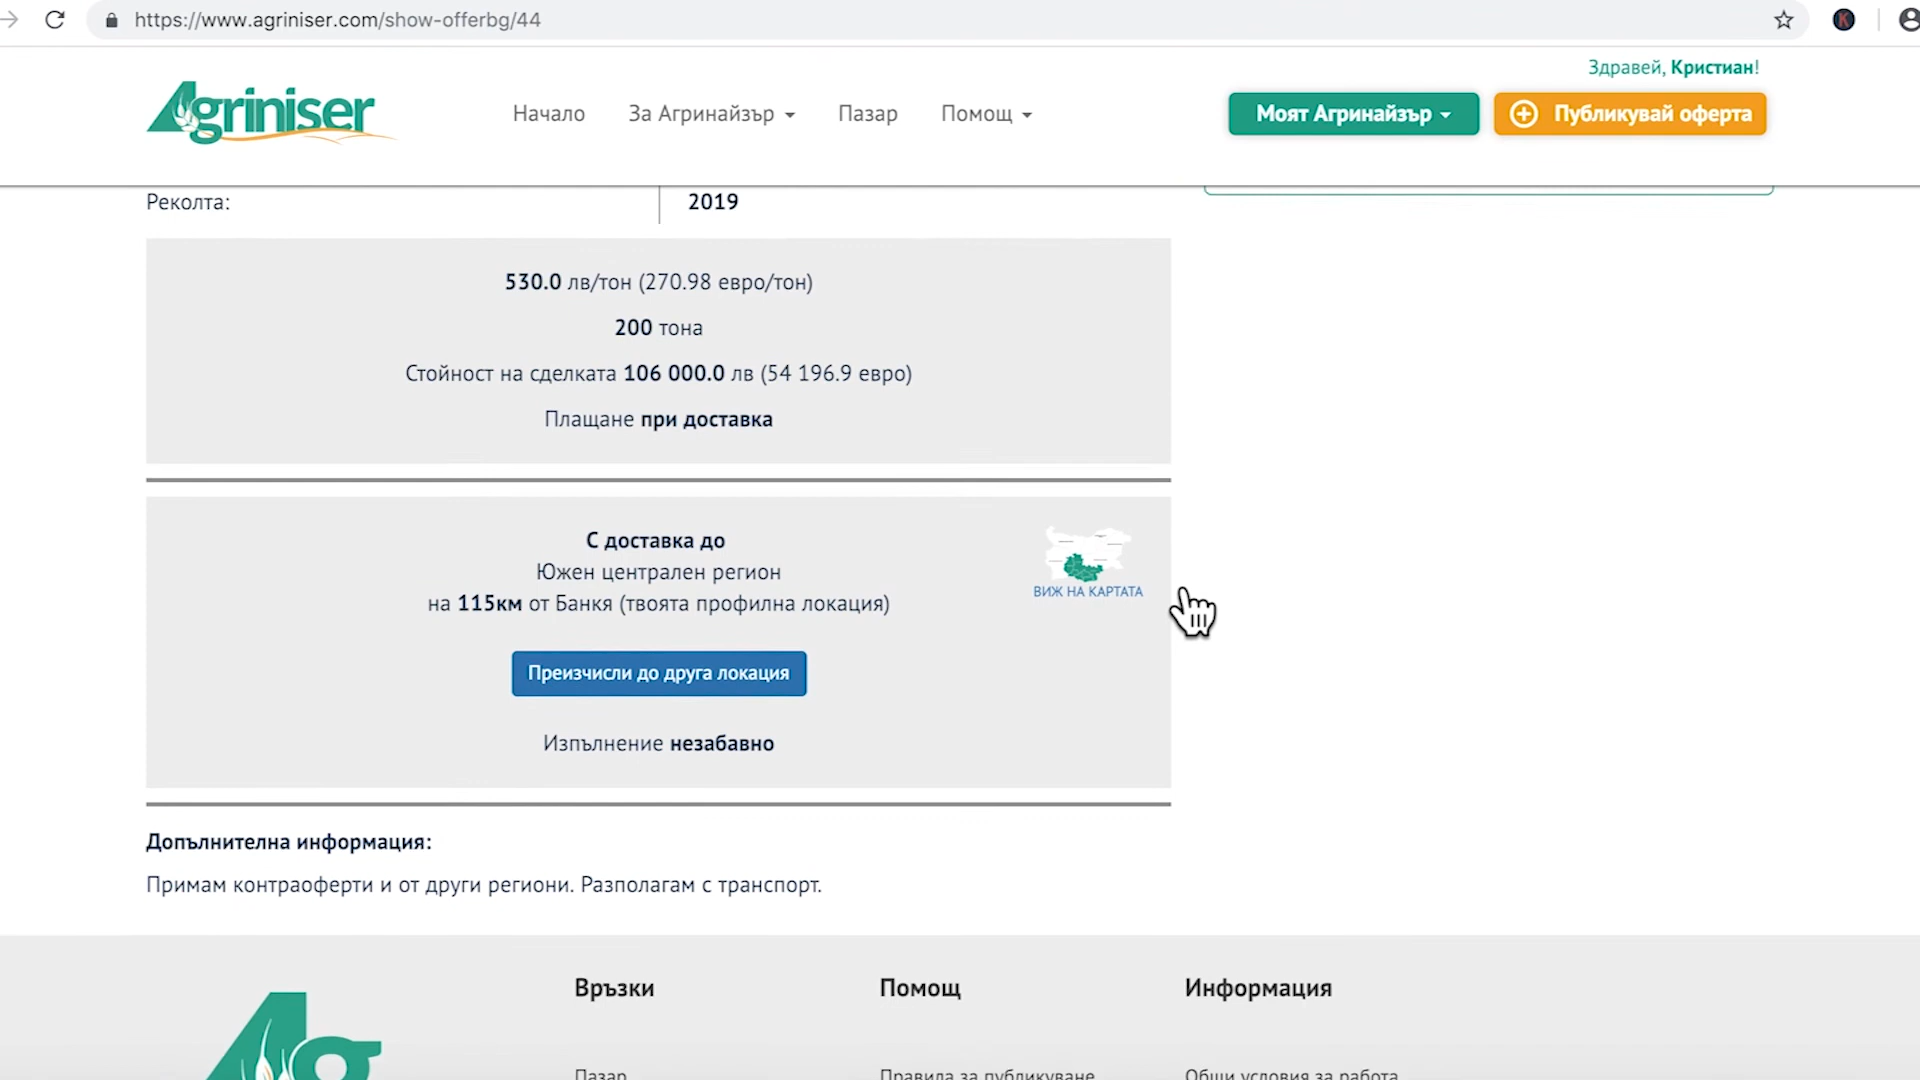 https://www.agriniser.com/show-offerbg/44
Здравей, Кристиан!
Agriniser
Начало
За Агринайзър
Пазар
Помощ
Моят Агринайзър
Публикувай оферта
Реколта:
2019
530.0 лв/тон (270.98 евро/тон)
200 тона
Стойност на сделката 106 000.0 лв (54 196.9 евро)
Плащане при доставка
С доставка до
Южен централен регион
на 115км от Банкя (твоята профилна локация)
ВИЖ НА КАРТАТА
Преизчисли до друга локация
Изпълнение незабавно
Допълнителна информация:
Примам контраоферти и от други региони. Разполагам с транспорт.
Връзки
Помощ
Информация
Ag
Пазар
Правила за публикуване
Общи условия за работа